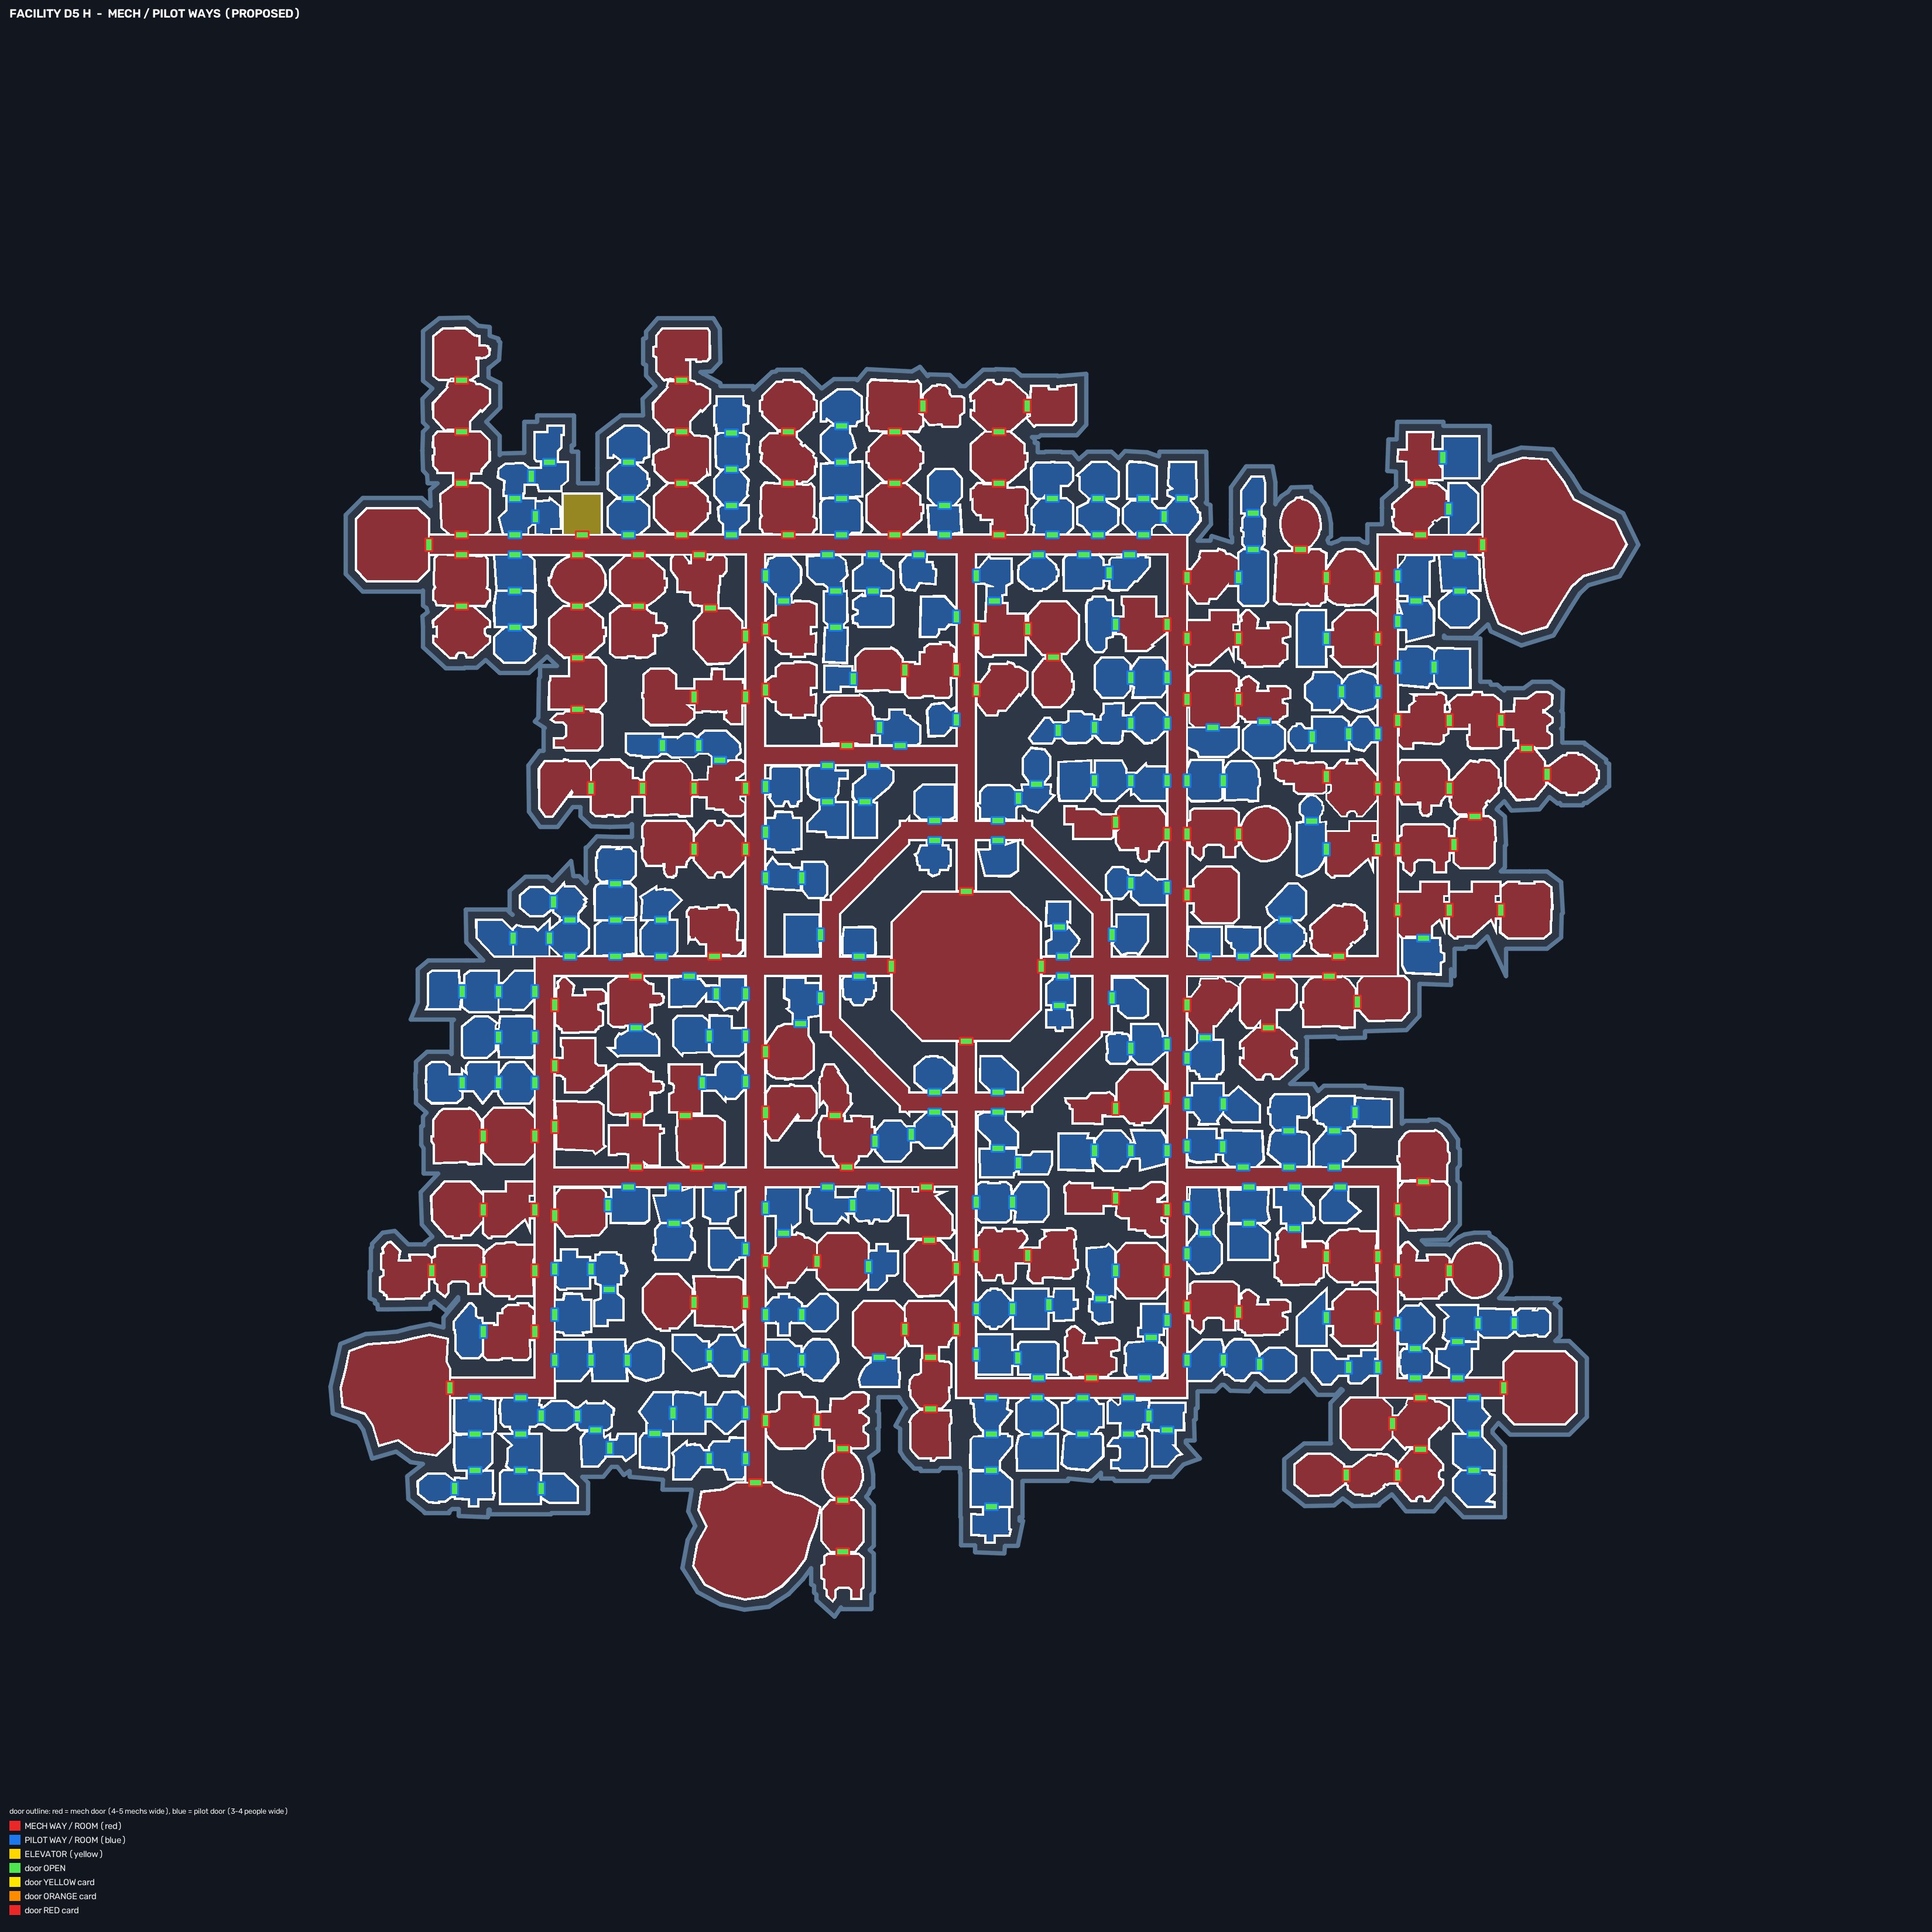 FACILITY D5 H - MECH / PILOT WAYS (PROPOSED)
door outline: red = mech door (4-5 mechs wide), blue = pilot door (3-4 people wide)
MECH WAY / ROOM (red)
PILOT WAY / ROOM (blue)
ELEVATOR (yellow)
door OPEN
door YELLOW card
door ORANGE card
door RED card